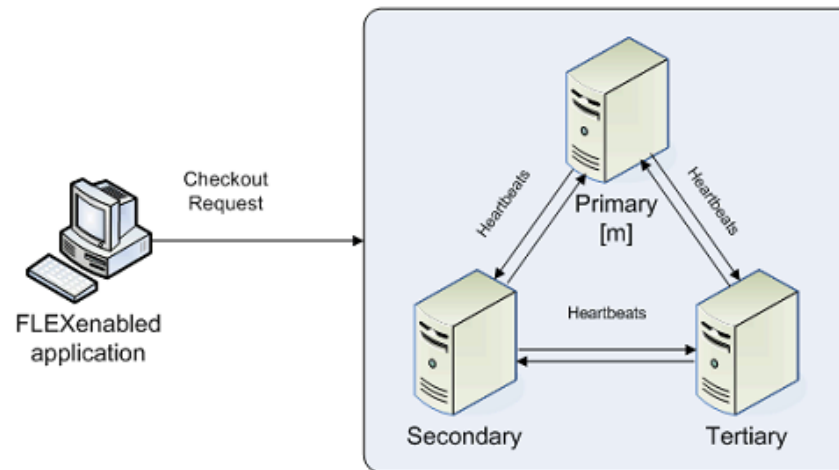 Checkout
Request
FLEXenabled
application
Heartbeats
Heartbeats
Primary
[m]
Heartbeats
Secondary
Tertiary